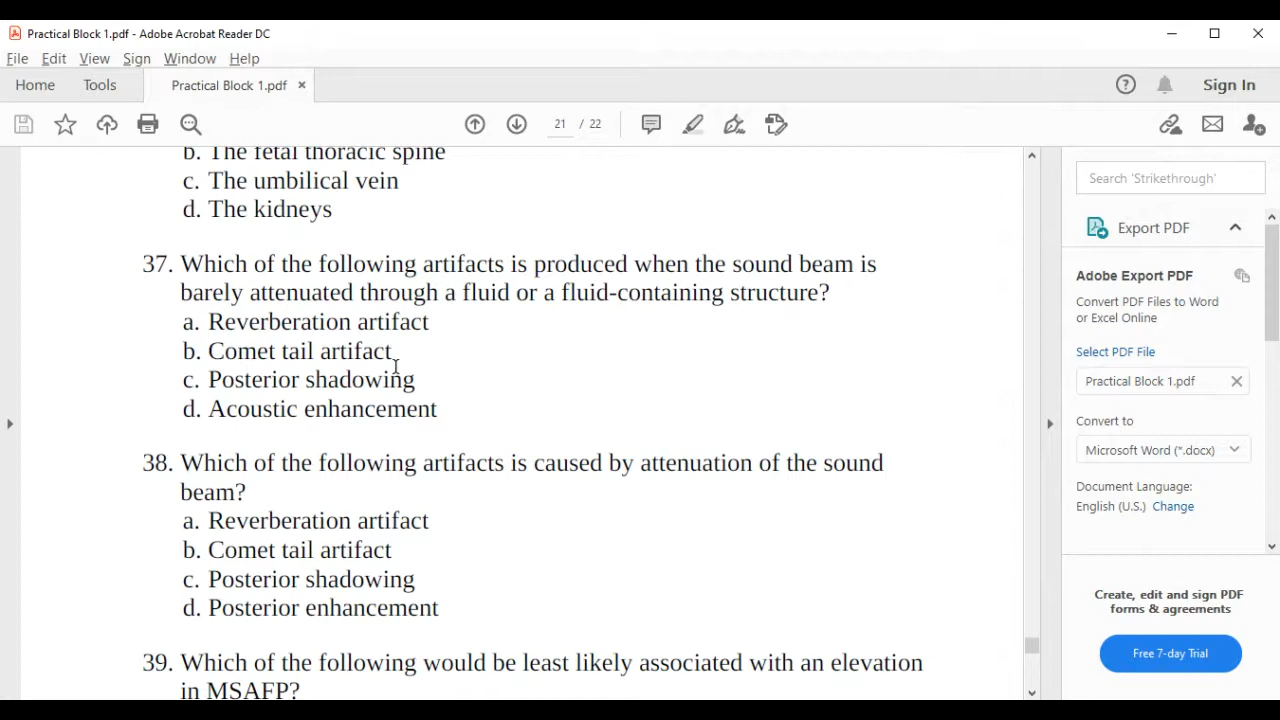 Practical Block 1.pdf - Adobe Acrobat Reader DC
File Edit View Sign Window Help
Home Tools Practical Block 1.pdf × Sign In
21 / 22
b. The fetal thoracic spine
c. The umbilical vein
d. The kidneys
37. Which of the following artifacts is produced when the sound beam is
barely attenuated through a fluid or a fluid-containing structure?
a. Reverberation artifact
b. Comet tail artifact
c. Posterior shadowing
d. Acoustic enhancement
38. Which of the following artifacts is caused by attenuation of the sound
beam?
a. Reverberation artifact
b. Comet tail artifact
c. Posterior shadowing
d. Posterior enhancement
39. Which of the following would be least likely associated with an elevation
in MSAFP?
Search 'Strikethrough'
Export PDF
Adobe Export PDF
Convert PDF Files to Word
or Excel Online
Select PDF File
Practical Block 1.pdf
Convert to
Microsoft Word (*.docx)
Document Language:
English (U.S.) Change
Create, edit and sign PDF
forms & agreements
Free 7-day Trial